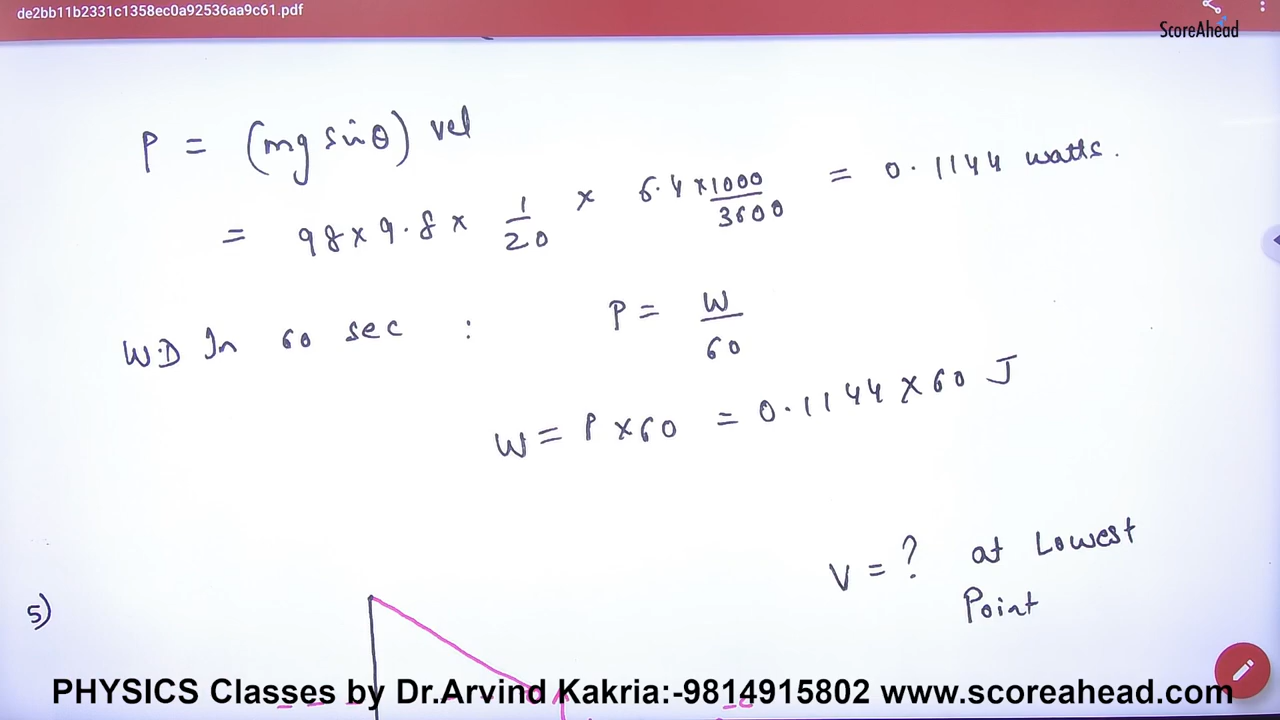 de2bb11b2331c1358ec0a92536aa9c61.pdf
ScoreAhead
P = (mg sinθ) vel
= 98 × 9.8 × 1/20 × 6.4 × 1000/3600 = 0.1144 watts.
W.D In 60 sec : P = W/60
W = P × 60 = 0.1144 × 60 J
V = ? at Lowest
Point
5)
PHYSICS Classes by Dr.Arvind Kakria:-9814915802 www.scoreahead.com